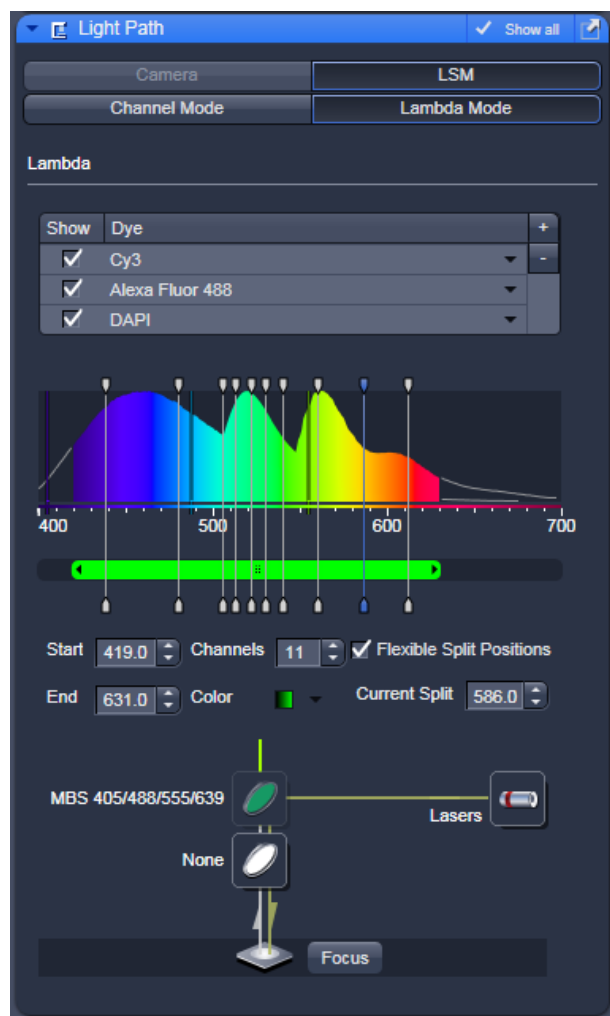 Light Path Show all
Camera LSM
Channel Mode Lambda Mode
Lambda
Show Dye +
Cy3 -
Alexa Fluor 488
DAPI
400 500 600 700
Start 419.0 Channels 11 Flexible Split Positions
End 631.0 Color Current Split 586.0
MBS 405/488/555/639
Lasers
None
Focus